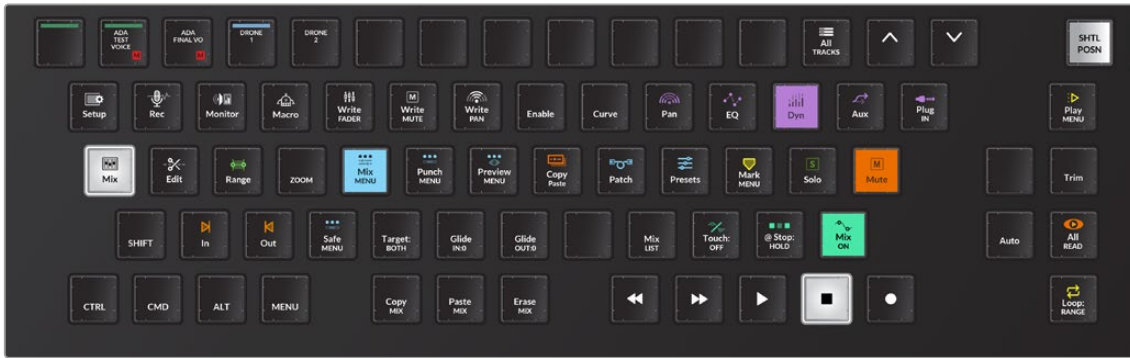 ADA
TEST
VOICE
M
ADA
FINAL VO
M
DRONE
1
DRONE
2
All
TRACKS
SHTL
POSN
Setup
Rec
Monitor
Macro
Write
FADER
M
Write
MUTE
Write
PAN
Enable
Curve
Pan
EQ
Dyn
Aux
Plug
IN
Play
MENU
Mix
Edit
Range
ZOOM
Mix
MENU
Punch
MENU
Preview
MENU
Copy
Paste
Patch
Presets
Mark
MENU
S
Solo
M
Mute
Trim
SHIFT
In
Out
Safe
MENU
Target:
BOTH
Glide
IN:0
Glide
OUT:0
Mix
LIST
Touch:
OFF
@ Stop:
HOLD
Mix
ON
Auto
All
READ
CTRL
CMD
ALT
MENU
Copy
MIX
Paste
MIX
Erase
MIX
Loop:
RANGE